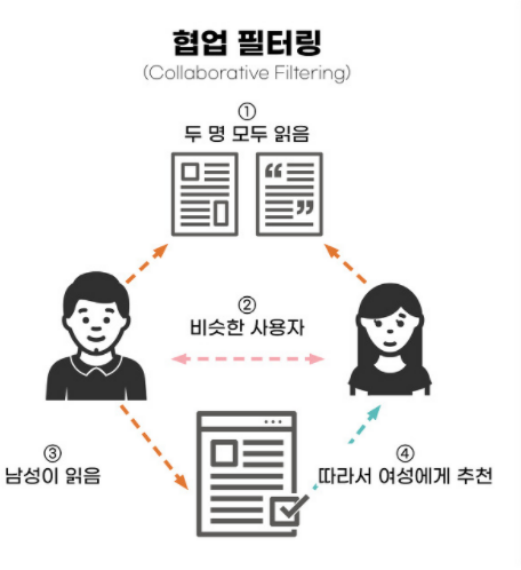 협업 필터링
(Collaborative Filtering)
①
두 명 모두 읽음
②
비슷한 사용자
③
남성이 읽음
④
따라서 여성에게 추천